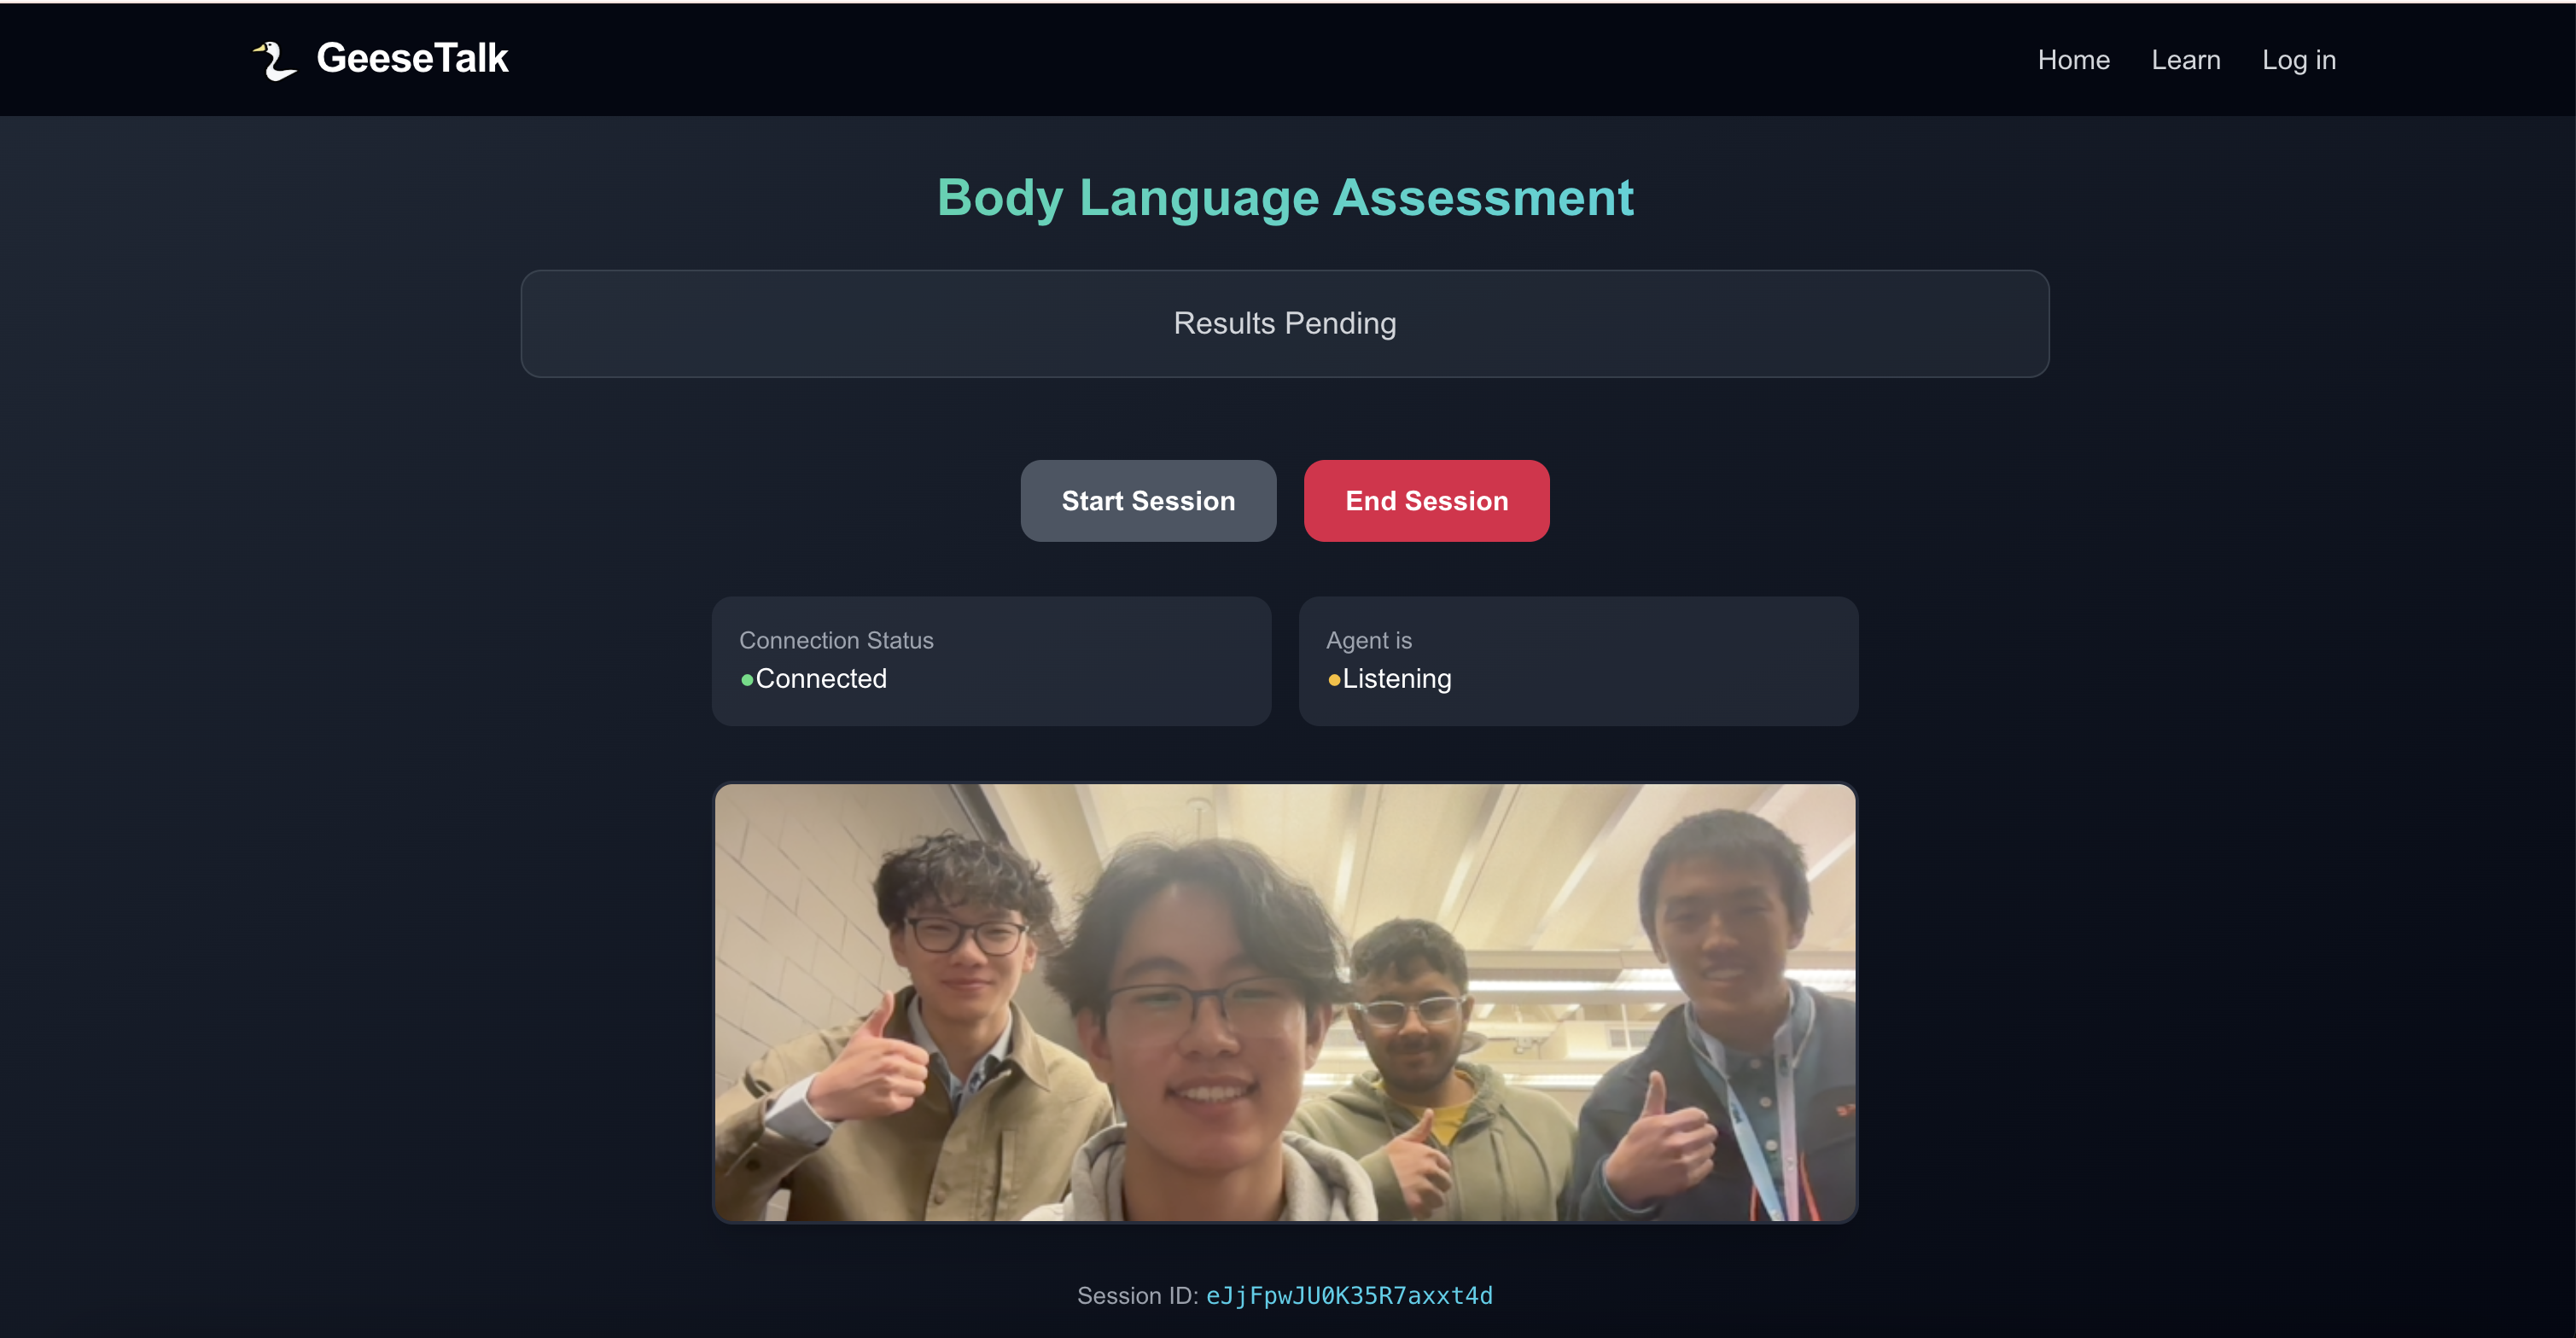 GeeseTalk
Home Learn Log in
Body Language Assessment
Results Pending
Start Session End Session
Connection Status
Connected
Agent is
Listening
Session ID: eJjFpwJU0K35R7axxt4d